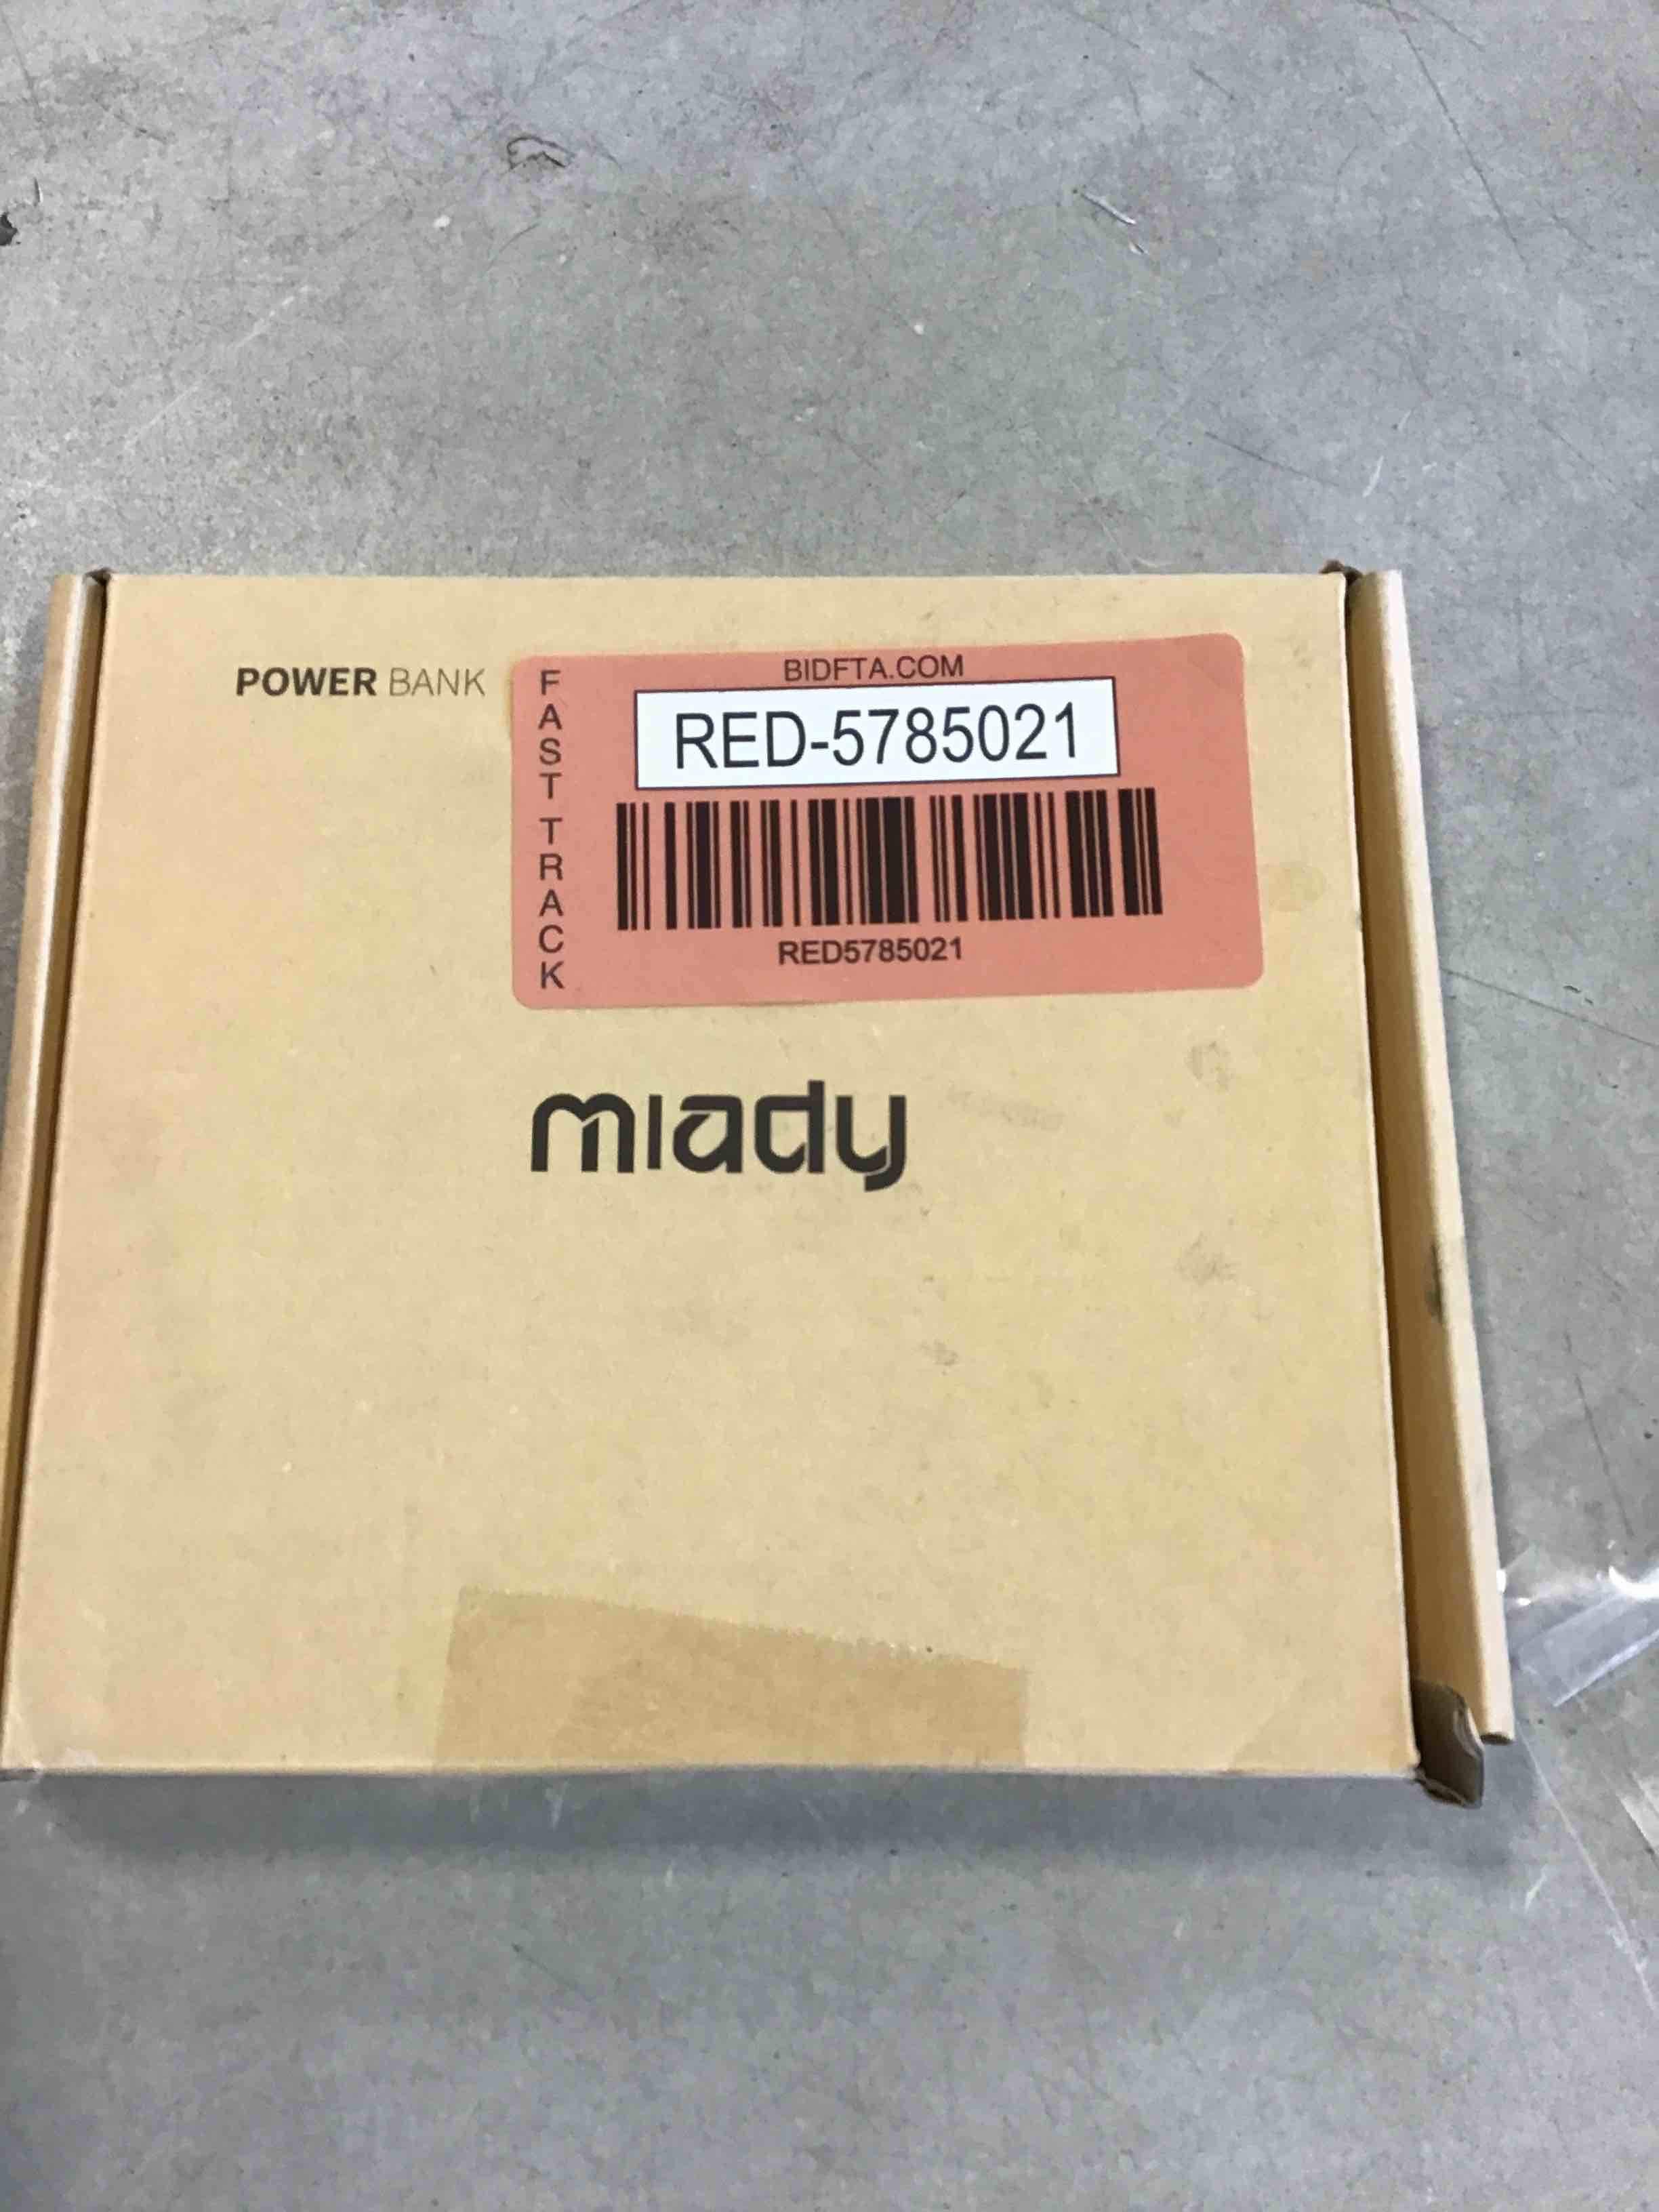 POWER BANK
FAST TRACK
BIDFTA.COM
RED-5785021
RED5785021
miady